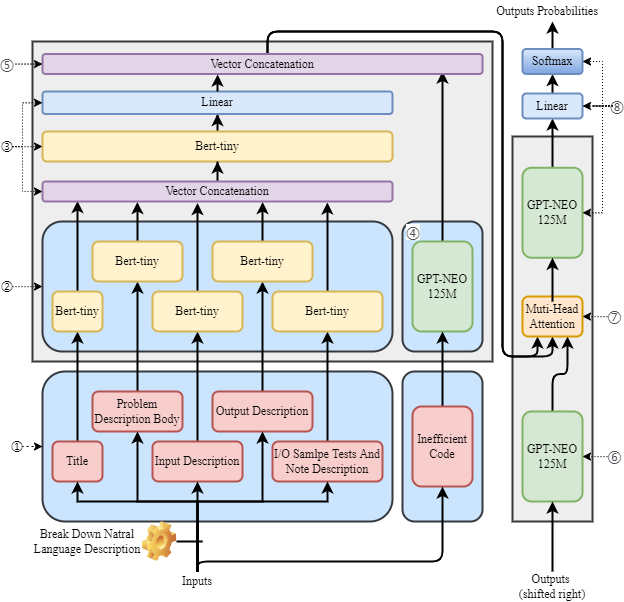 Outputs Probabilities
⑤
Vector Concatenation
Softmax
Linear
Linear
⑧
③
Bert-tiny
Vector Concatenation
④
GPT-NEO
125M
②
Bert-tiny
Bert-tiny
GPT-NEO
125M
Bert-tiny
Bert-tiny
Bert-tiny
Muti-Head
Attention
⑦
①
Problem
Description Body
Output Description
Title
Input Description
I/O Samlpe Tests And
Note Description
Inefficient
Code
GPT-NEO
125M
⑥
Break Down Natral
Language Description
Inputs
Outputs
(shifted right)